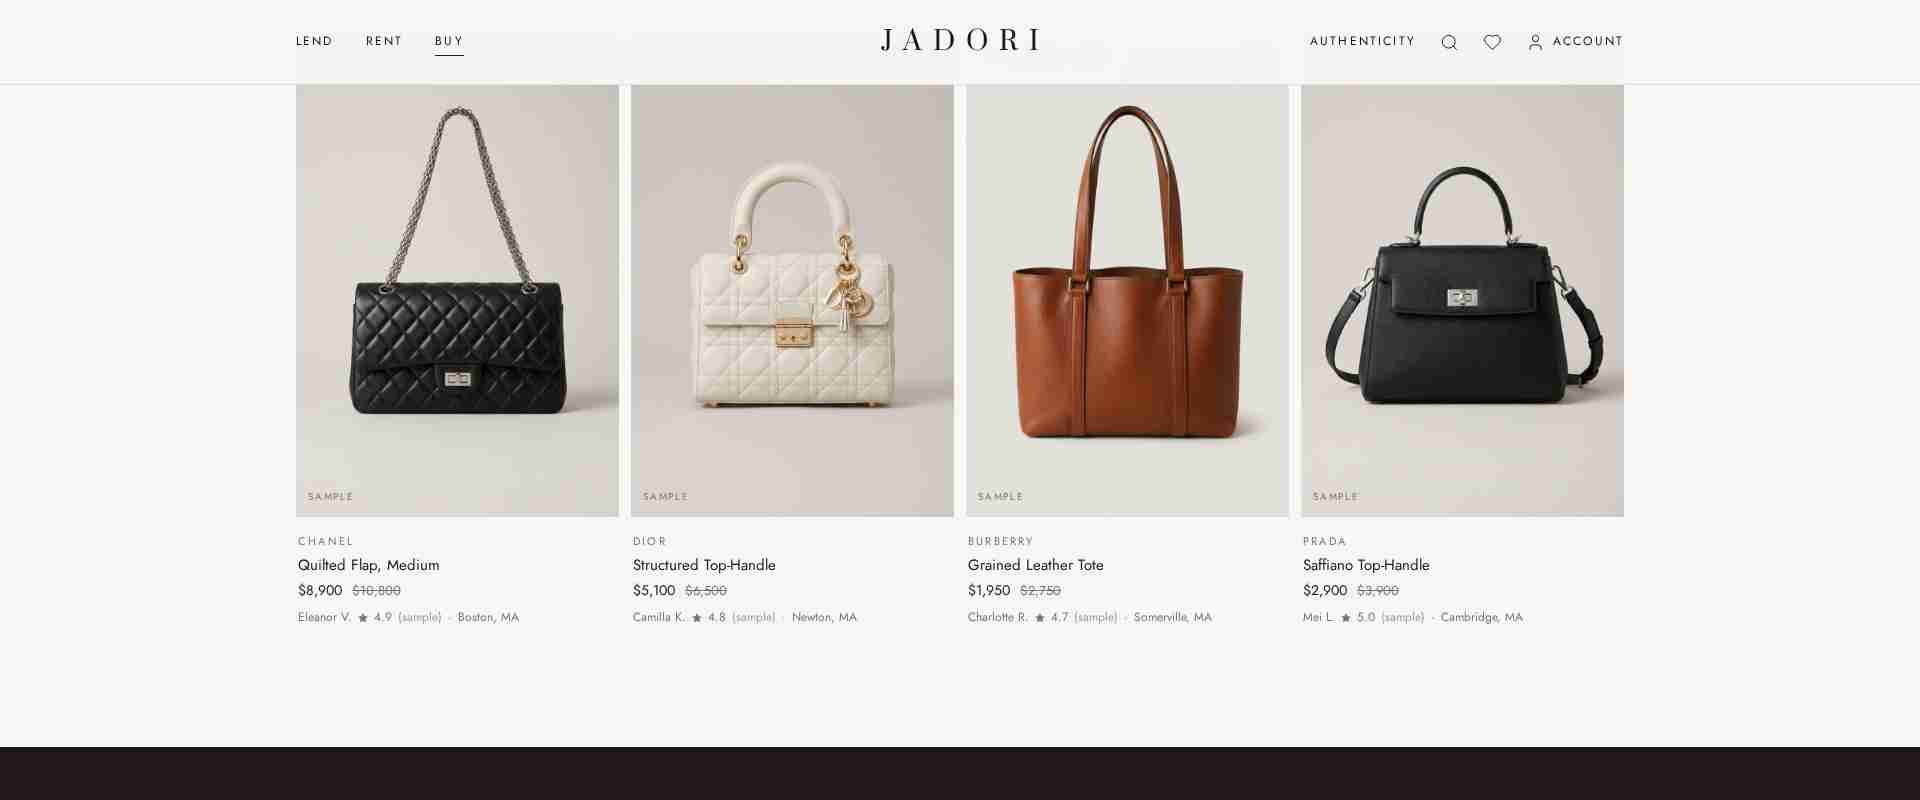 LEND RENT BUY JADORI AUTHENTICITY ACCOUNT
SAMPLE SAMPLE SAMPLE SAMPLE
CHANEL
Quilted Flap, Medium
$8,900 $10,800
Eleanor V. ★ 4.9 (sample) · Boston, MA
DIOR
Structured Top-Handle
$5,100 $6,500
Camilla K. ★ 4.8 (sample) · Newton, MA
BURBERRY
Grained Leather Tote
$1,950 $2,750
Charlotte R. ★ 4.7 (sample) · Somerville, MA
PRADA
Saffiano Top-Handle
$2,900 $3,900
Mei L. ★ 5.0 (sample) · Cambridge, MA